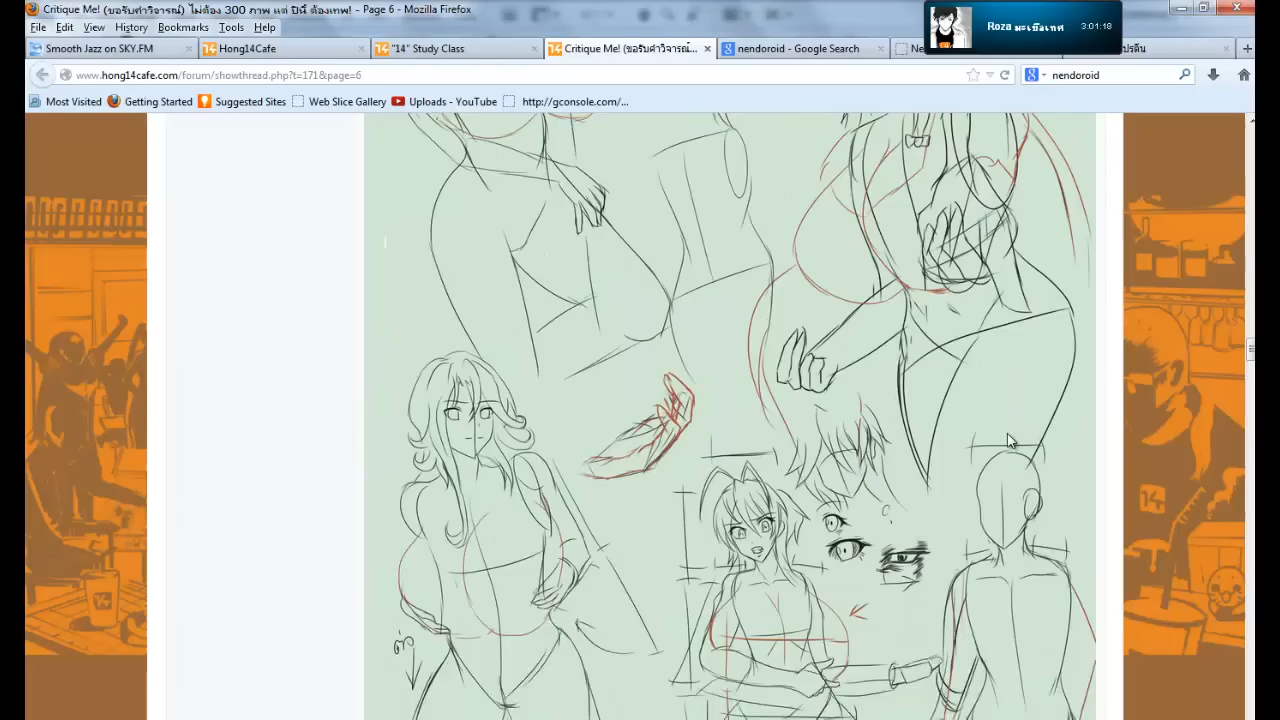 Critique Me! (ขอรับคำวิจารณ์) ไม่ต้อง 300 ภาพ แต่ ปีนี้ ต้องเทพ! - Page 6 - Mozilla Firefox
Roza มะเขือเทศ
3:01:18
File Edit View History Bookmarks Tools Help
Smooth Jazz on SKY.FM
Hong14Cafe
"14" Study Class
Critique Me! (ขอรับคำวิจารณ์...
nendoroid - Google Search
www.hong14cafe.com/forum/showthread.php?t=171&page=6
nendoroid
Most Visited Getting Started Suggested Sites Web Slice Gallery Uploads - YouTube http://gconsole.com/...
14
14